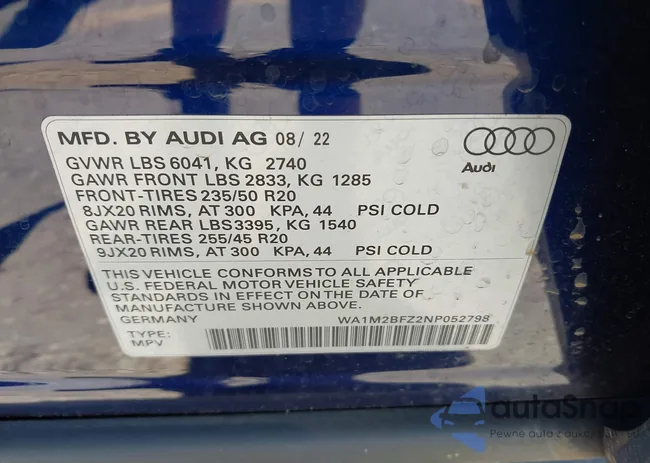 MFD. BY AUDI AG 08/ 22
GVWR LBS 6041, KG 2740
GAWR FRONT LBS 2833, KG 1285
FRONT-TIRES 235/50 R20
8JX20 RIMS, AT 300 KPA, 44 PSI COLD
GAWR REAR LBS3395, KG 1540
REAR-TIRES 255/45 R20
9JX20 RIMS, AT 300 KPA, 44 PSI COLD
Audi
THIS VEHICLE CONFORMS TO ALL APPLICABLE
U.S. FEDERAL MOTOR VEHICLE SAFETY
STANDARDS IN EFFECT ON THE DATE OF
MANUFACTURE SHOWN ABOVE.
GERMANY WA1M2BFZ2NP052798
TYPE:
MPV
Pewne auto z aukcji